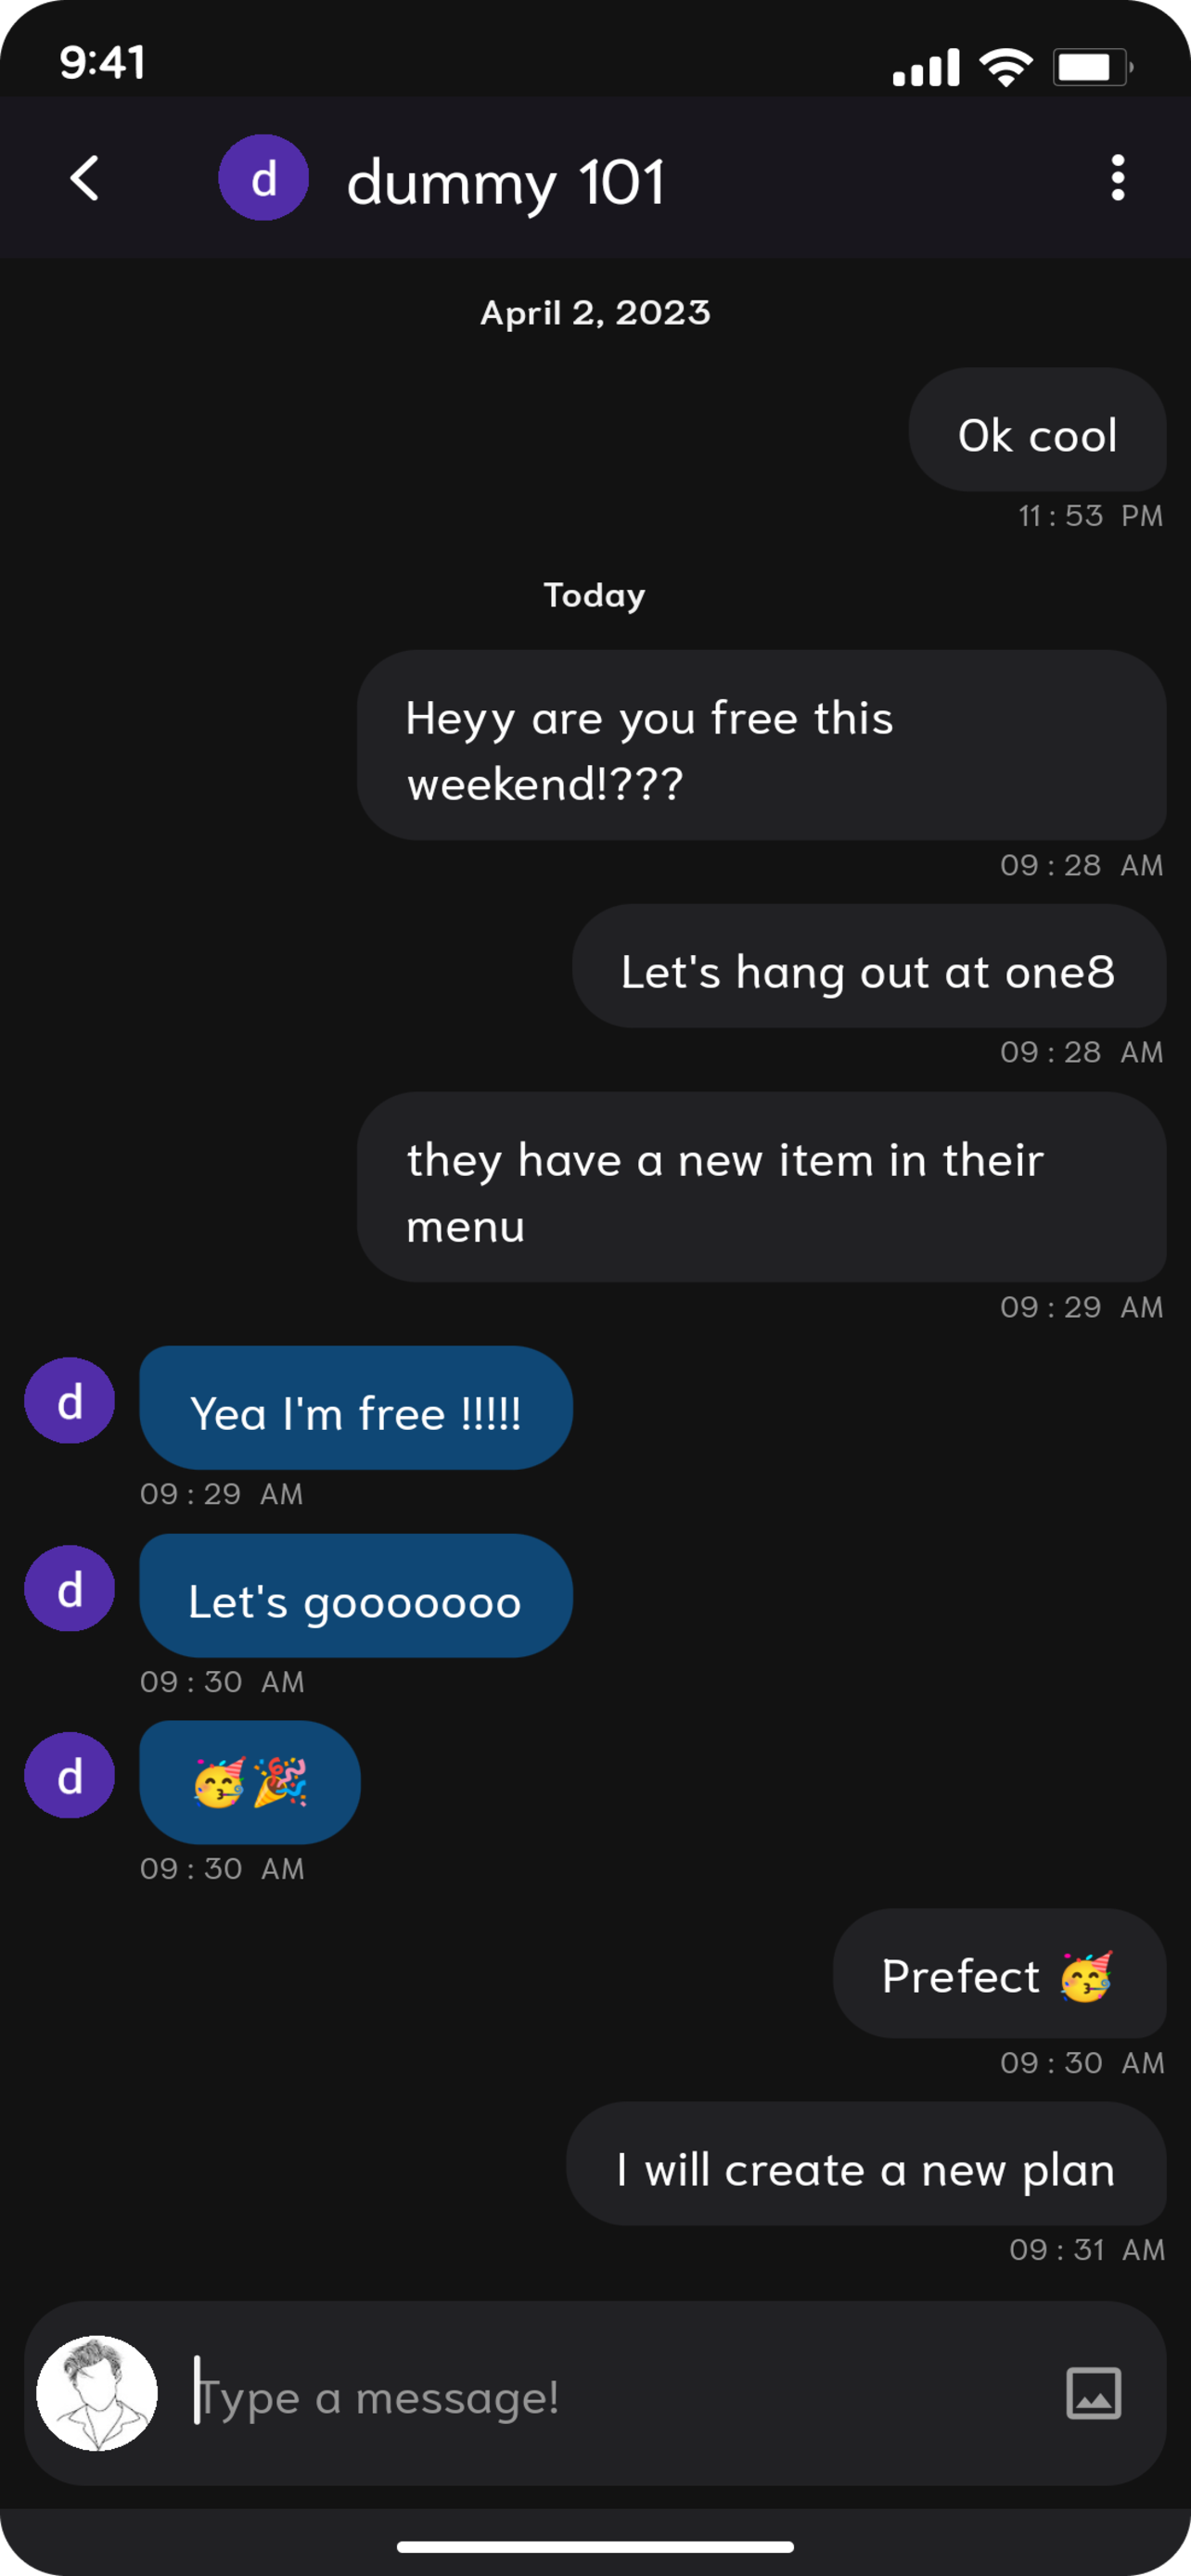 9:41
d dummy 101
April 2, 2023
Ok cool
11 : 53 PM
Today
Heyy are you free this
weekend!???
09 : 28 AM
Let's hang out at one8
09 : 28 AM
they have a new item in their
menu
09 : 29 AM
d Yea I'm free !!!!!
09 : 29 AM
d Let's gooooooo
09 : 30 AM
d 🥳🎉
09 : 30 AM
Prefect 🥳
09 : 30 AM
I will create a new plan
09 : 31 AM
Type a message!